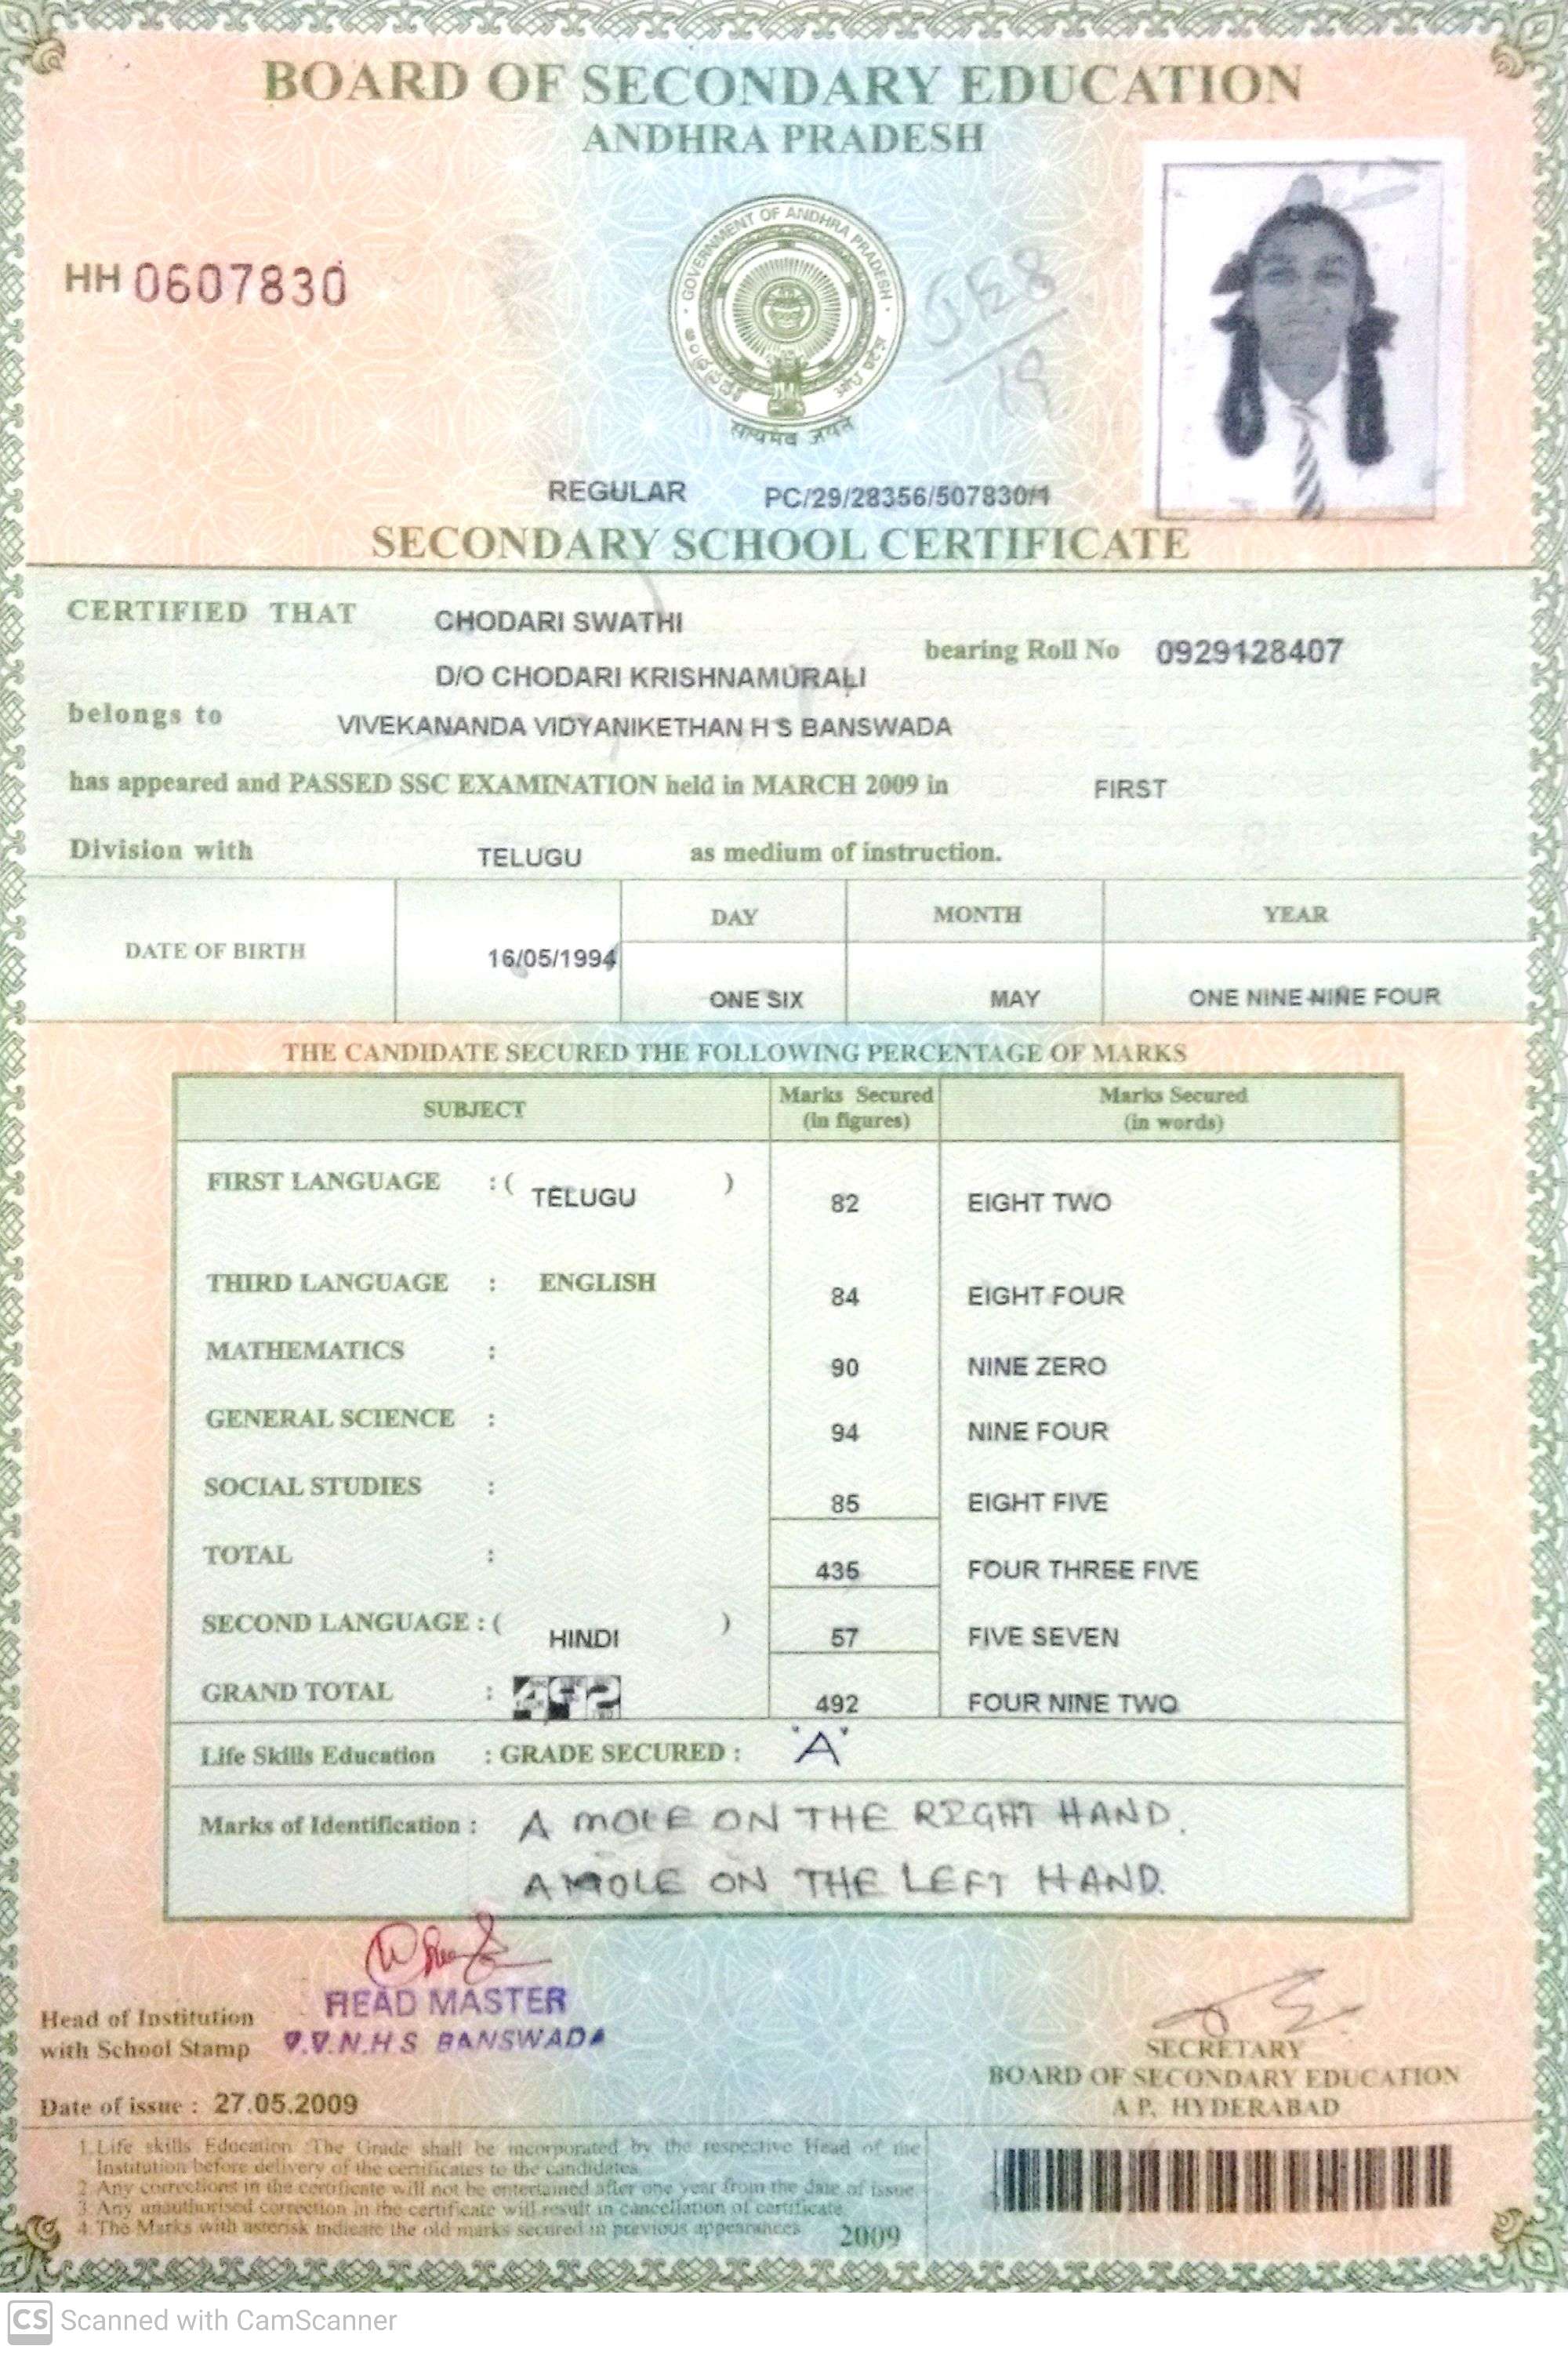 BOARD OF SECONDARY EDUCATION
ANDHRA PRADESH
GOVERNMENT OF ANDHRA PRADESH
सत्यमेव जयते
HH 0607830
REGULAR PC/29/28356/507830/1
SECONDARY SCHOOL CERTIFICATE
CERTIFIED THAT CHODARI SWATHI
bearing Roll No 0929128407
D/O CHODARI KRISHNAMURALI
belongs to VIVEKANANDA VIDYANIKETHAN H S BANSWADA
has appeared and PASSED SSC EXAMINATION held in MARCH 2009 in FIRST
Division with TELUGU as medium of instruction.
DAY MONTH YEAR
DATE OF BIRTH 16/05/1994
ONE SIX MAY ONE NINE NINE FOUR
THE CANDIDATE SECURED THE FOLLOWING PERCENTAGE OF MARKS
SUBJECT Marks Secured (in figures) Marks Secured (in words)
FIRST LANGUAGE : ( TELUGU ) 82 EIGHT TWO
THIRD LANGUAGE : ENGLISH 84 EIGHT FOUR
MATHEMATICS : 90 NINE ZERO
GENERAL SCIENCE : 94 NINE FOUR
SOCIAL STUDIES : 85 EIGHT FIVE
TOTAL : 435 FOUR THREE FIVE
SECOND LANGUAGE : ( HINDI ) 57 FIVE SEVEN
GRAND TOTAL : 492 492 FOUR NINE TWO
Life Skills Education : GRADE SECURED : "A"
Marks of Identification : A MOLE ON THE RIGHT HAND.
A MOLE ON THE LEFT HAND.
HEAD MASTER
V.V.N.H.S BANSWADA
Head of Institution
with School Stamp
SECRETARY
BOARD OF SECONDARY EDUCATION
A P, HYDERABAD
Date of issue : 27.05.2009
1. Life skills Education :The Grade shall be incorporated by the respective Head of the
Institution before delivery of the certificates to the candidates.
2. Any corrections in the certificate will not be entertained after one year from the date of issue
3. Any unauthorised correction in the certificate will result in cancellation of certificate.
4. The Marks with asterisk indicate the old marks secured in previous appearances
2009
CS Scanned with CamScanner